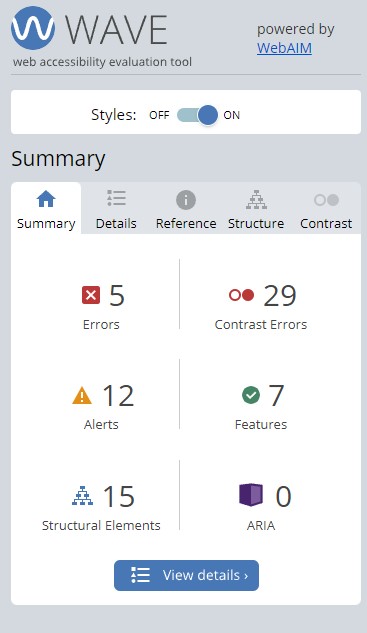 WAVE
web accessibility evaluation tool
powered by
WebAIM
Styles: OFF ON
Summary
Summary Details Reference Structure Contrast
5 29
Errors Contrast Errors
12 7
Alerts Features
15 0
Structural Elements ARIA
View details ›